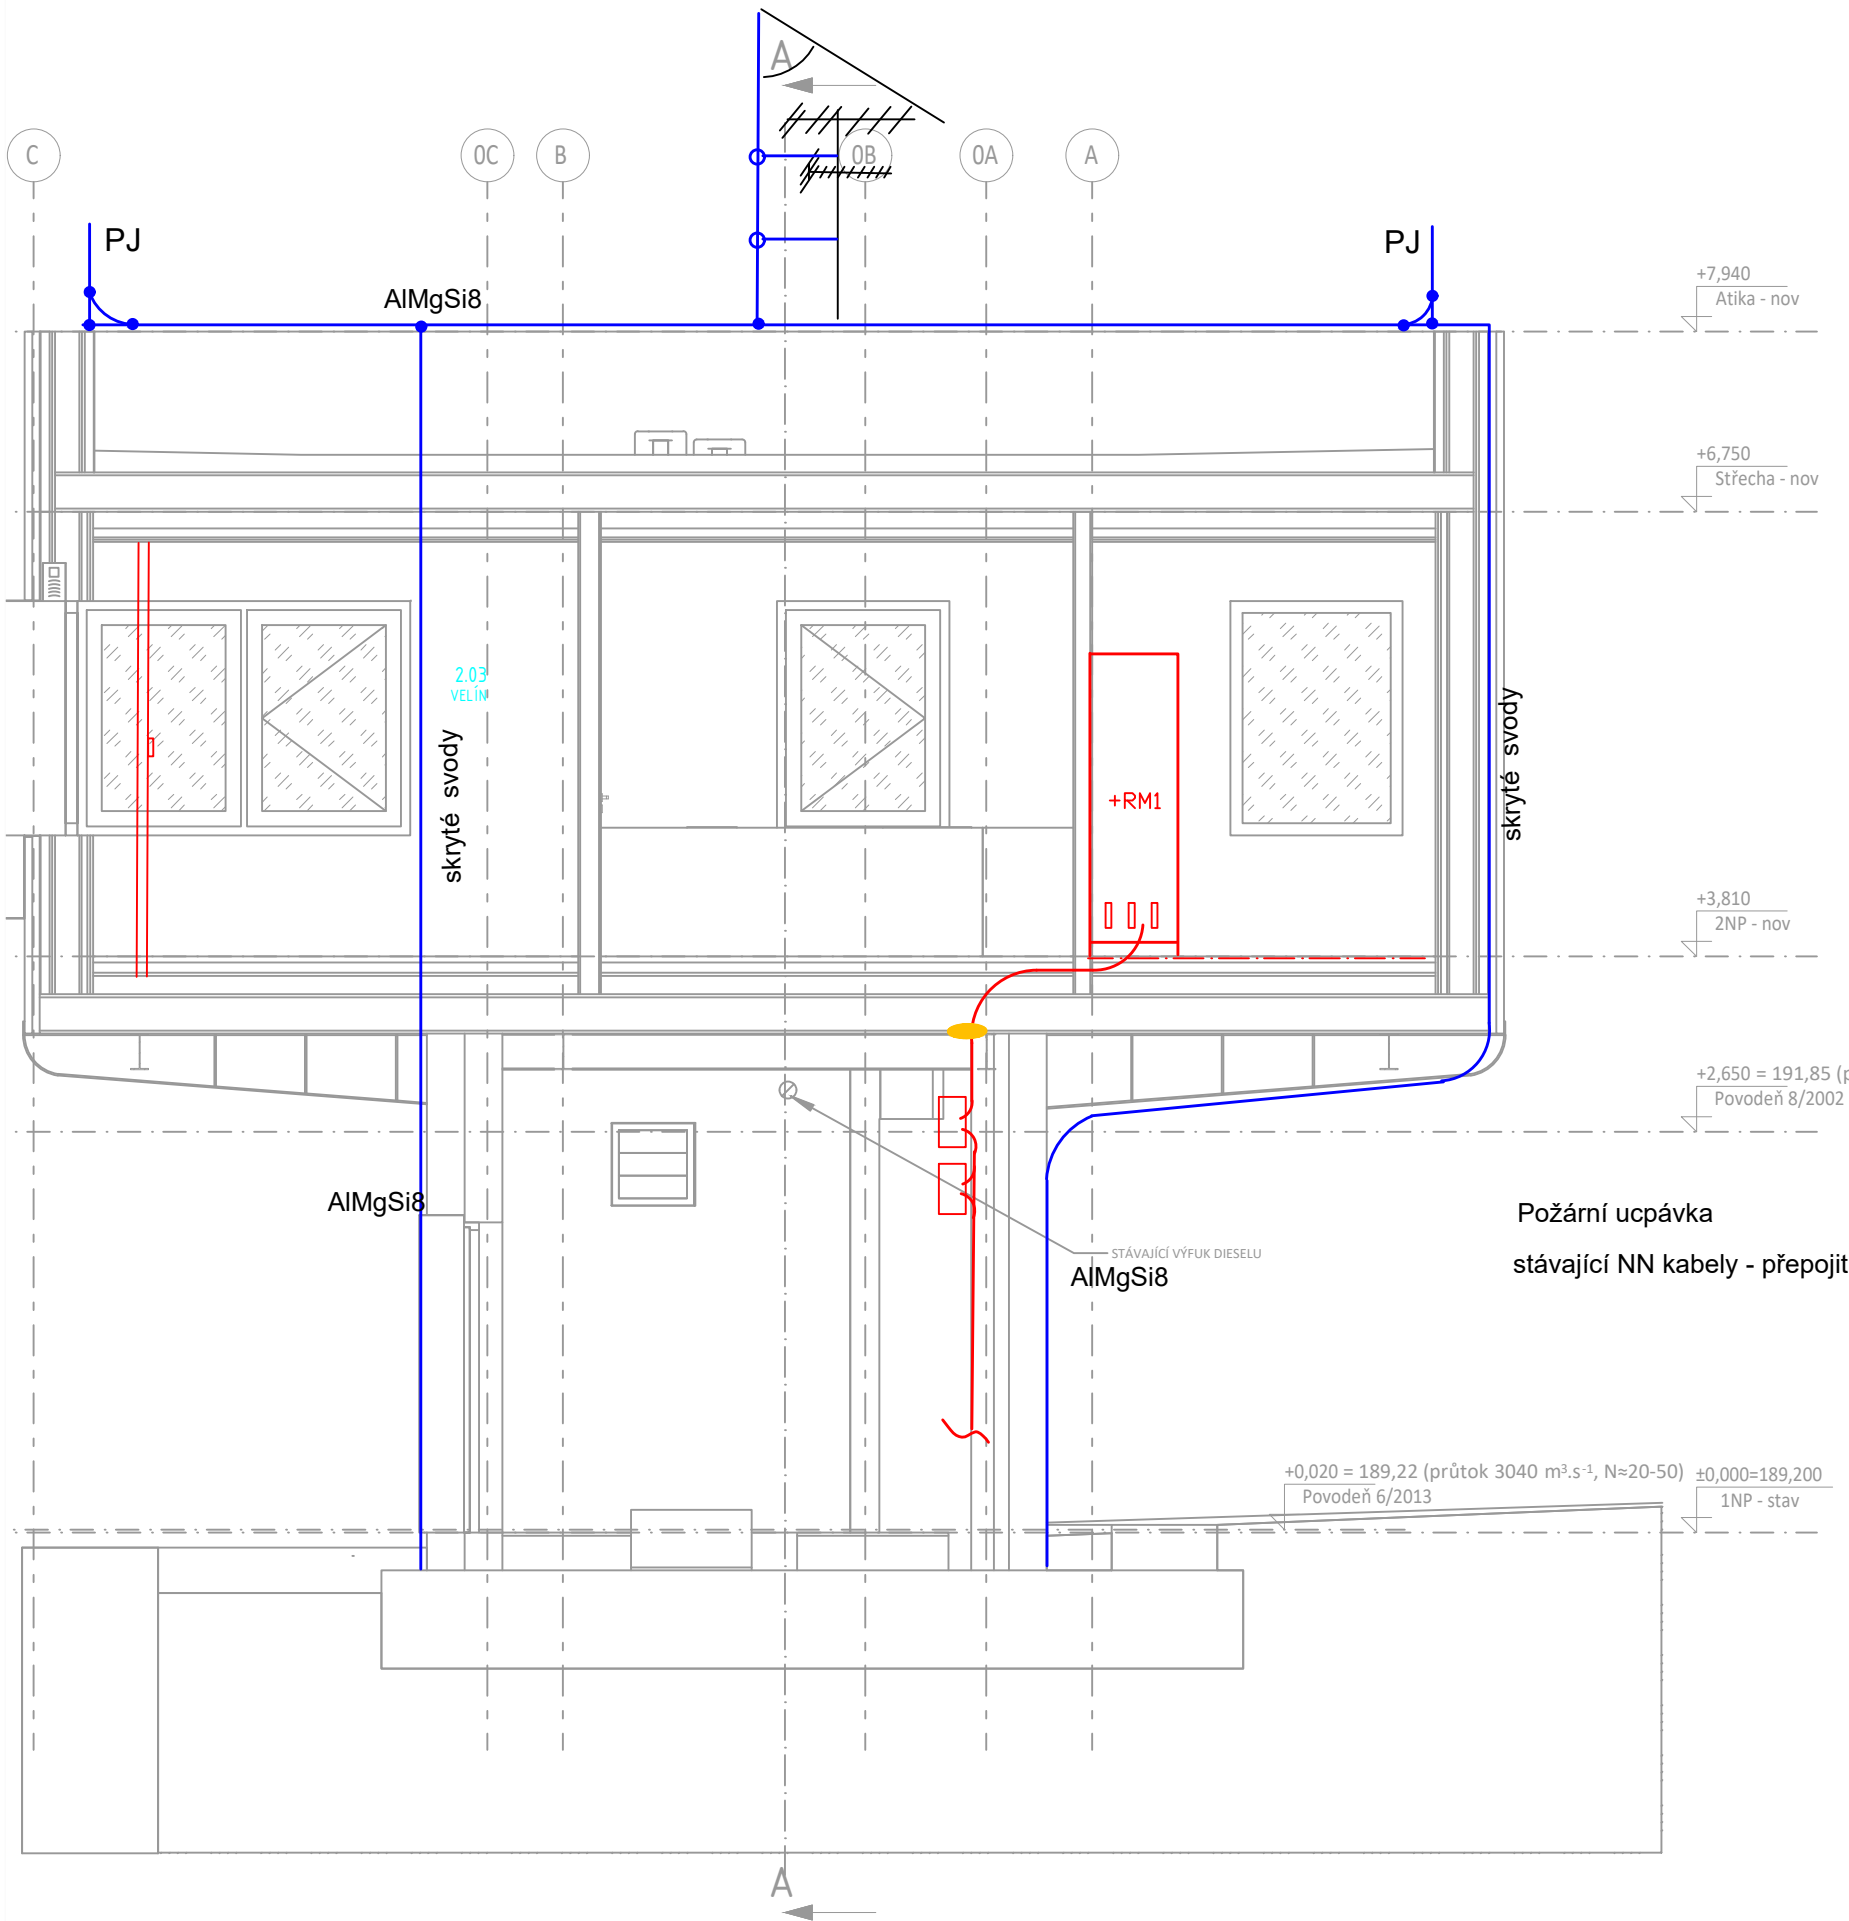 A
C
0C
B
0B
0A
A
PJ
PJ
AlMgSi8
+7,940
Atika - nov
+6,750
Střecha - nov
2.03
VELÍN
skryté svody
skryté svody
+RM1
+3,810
2NP - nov
+2,650 = 191,85 (p
Povodeň 8/2002
AlMgSi8
Požární ucpávka
STÁVAJÍCÍ VÝFUK DIESELU
AlMgSi8
stávající NN kabely - přepojit
+0,020 = 189,22 (průtok 3040 m³.s⁻¹, N≈20-50)
Povodeň 6/2013
±0,000=189,200
1NP - stav
A